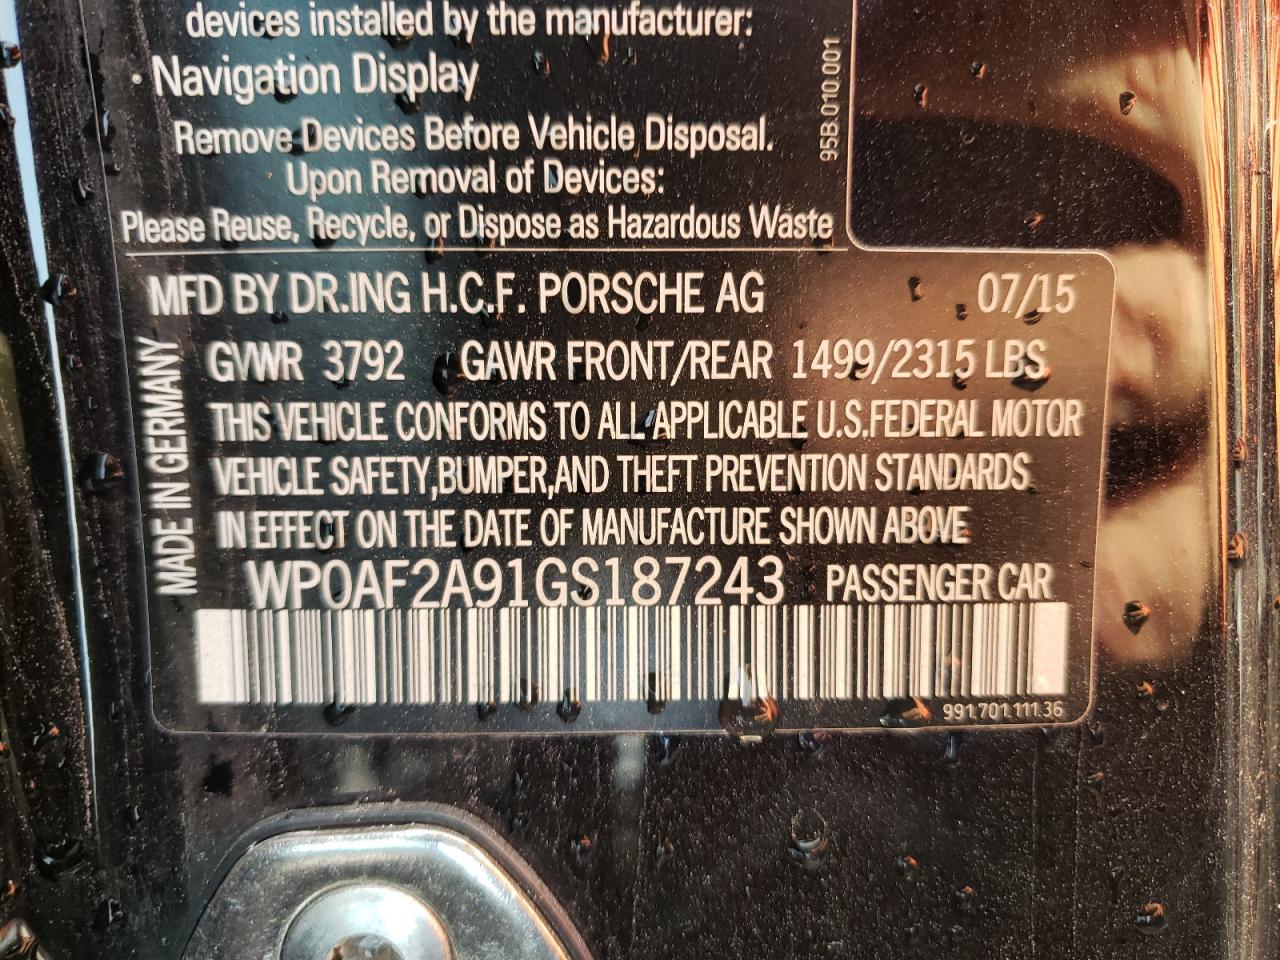 devices installed by the manufacturer:
• Navigation Display
Remove Devices Before Vehicle Disposal.
Upon Removal of Devices:
Please Reuse, Recycle, or Dispose as Hazardous Waste
95B.010.001
MFD BY DR.ING H.C.F. PORSCHE AG 07/15
GVWR 3792 GAWR FRONT/REAR 1499/2315 LBS
THIS VEHICLE CONFORMS TO ALL APPLICABLE U.S.FEDERAL MOTOR
VEHICLE SAFETY,BUMPER,AND THEFT PREVENTION STANDARDS
IN EFFECT ON THE DATE OF MANUFACTURE SHOWN ABOVE
MADE IN GERMANY
WP0AF2A91GS187243 PASSENGER CAR
991.701.111.36